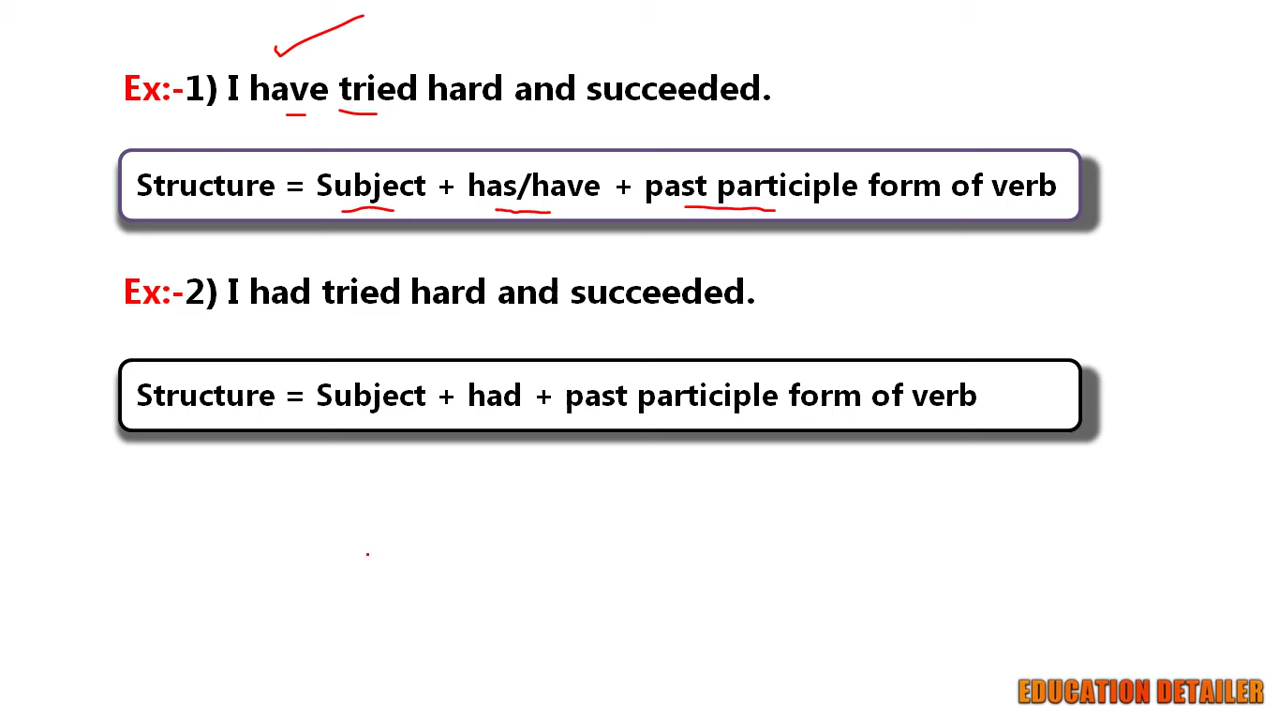 Ex:-1) I have tried hard and succeeded.
Structure = Subject + has/have + past participle form of verb
Ex:-2) I had tried hard and succeeded.
Structure = Subject + had + past participle form of verb
EDUCATION DETAILER